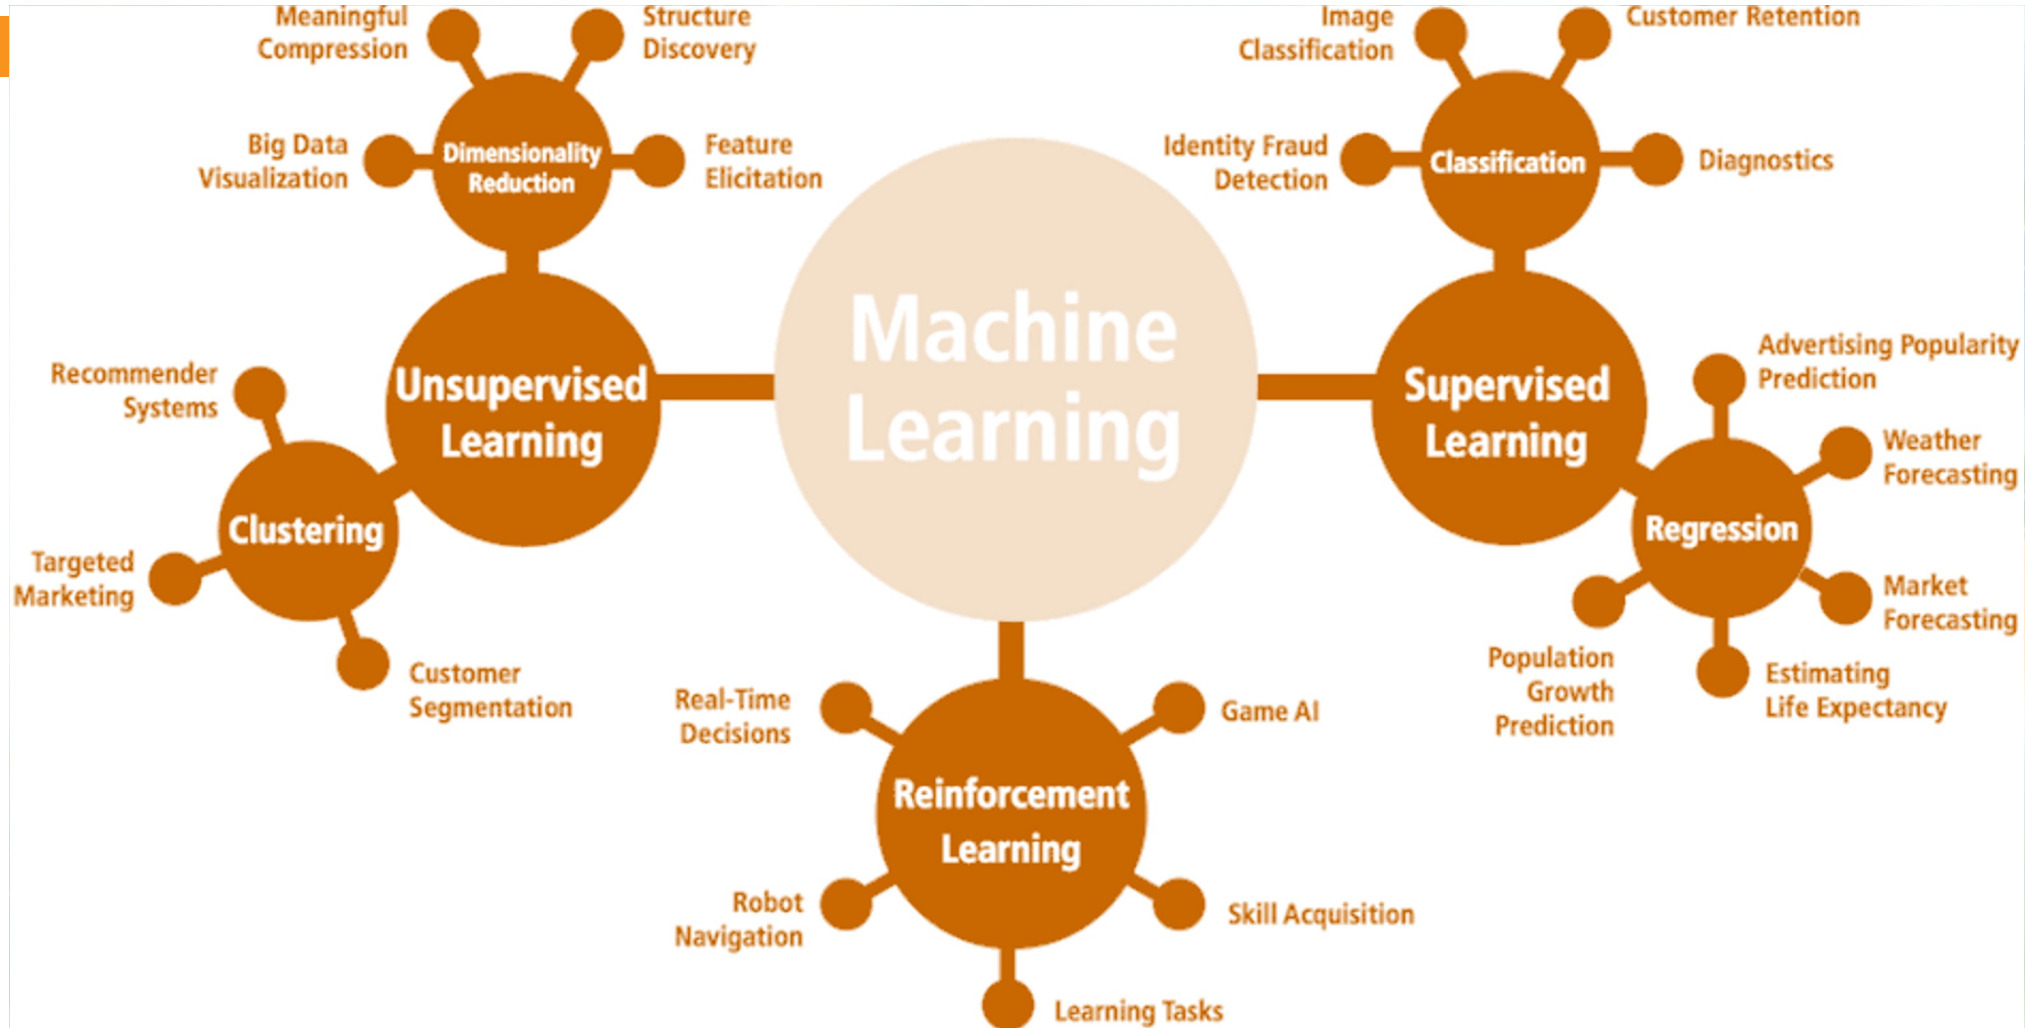 Meaningful
Compression
Structure
Discovery
Big Data
Visualization
Dimensionality
Reduction
Feature
Elicitation
Image
Classification
Customer Retention
Identity Fraud
Detection
Classification
Diagnostics
Machine
Learning
Unsupervised
Learning
Recommender
Systems
Clustering
Targeted
Marketing
Customer
Segmentation
Supervised
Learning
Advertising Popularity
Prediction
Weather
Forecasting
Regression
Market
Forecasting
Population
Growth
Prediction
Estimating
Life Expectancy
Real-Time
Decisions
Game AI
Reinforcement
Learning
Robot
Navigation
Skill Acquisition
Learning Tasks